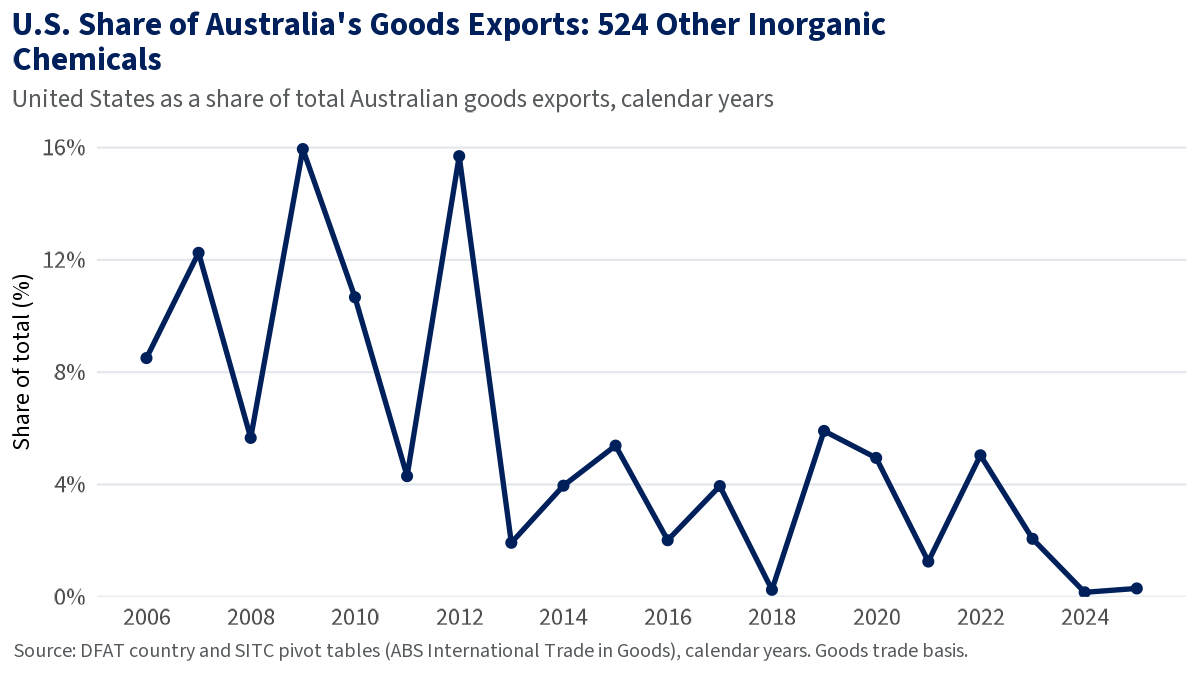 U.S. Share of Australia's Goods Exports: 524 Other Inorganic
Chemicals
United States as a share of total Australian goods exports, calendar years
Share of total (%)
16%
12%
8%
4%
0%
2006 2008 2010 2012 2014 2016 2018 2020 2022 2024
Source: DFAT country and SITC pivot tables (ABS International Trade in Goods), calendar years. Goods trade basis.